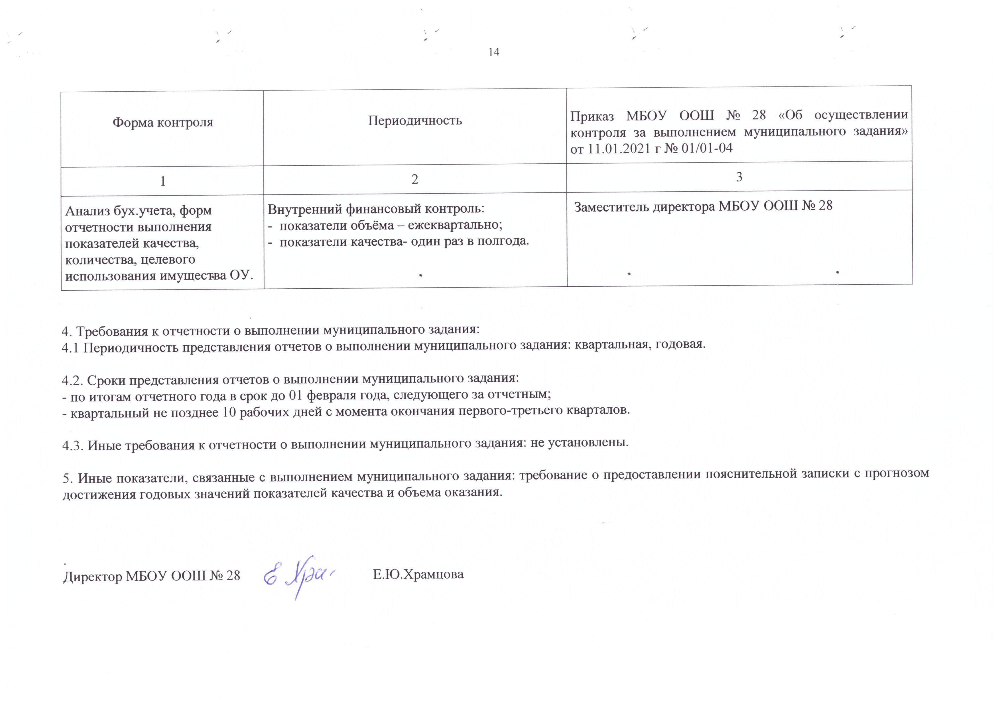 14
Форма контроля
Периодичность
Приказ МБОУ ООШ № 28 «Об осуществлении
контроля за выполнением муниципального задания»
от 11.01.2021 г № 01/01-04
1
2
3
Анализ бух.учета, форм
отчетности выполнения
показателей качества,
количества, целевого
использования имущества ОУ.
Внутренний финансовый контроль:
- показатели объёма – ежеквартально;
- показатели качества- один раз в полгода.
Заместитель директора МБОУ ООШ № 28
4. Требования к отчетности о выполнении муниципального задания:
4.1 Периодичность представления отчетов о выполнении муниципального задания: квартальная, годовая.
4.2. Сроки представления отчетов о выполнении муниципального задания:
- по итогам отчетного года в срок до 01 февраля года, следующего за отчетным;
- квартальный не позднее 10 рабочих дней с момента окончания первого-третьего кварталов.
4.3. Иные требования к отчетности о выполнении муниципального задания: не установлены.
5. Иные показатели, связанные с выполнением муниципального задания: требование о предоставлении пояснительной записки с прогнозом
достижения годовых значений показателей качества и объема оказания.
Директор МБОУ ООШ № 28 Е.Ю.Храмцова